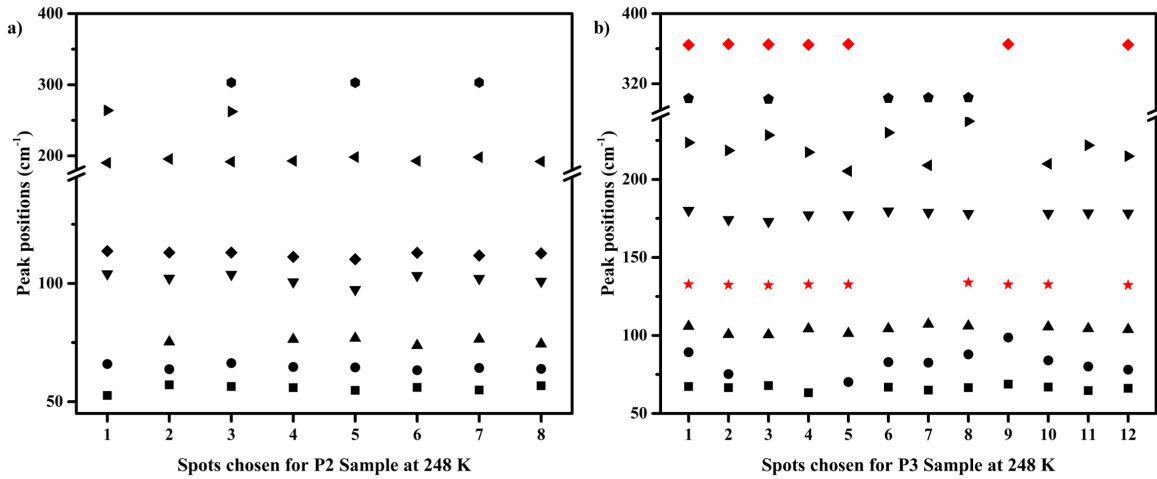 a)
Peak positions (cm-1)
400
300
200
100
50
1 2 3 4 5 6 7 8
Spots chosen for P2 Sample at 248 K
b)
Peak positions (cm-1)
400
320
200
150
100
50
1 2 3 4 5 6 7 8 9 10 11 12
Spots chosen for P3 Sample at 248 K